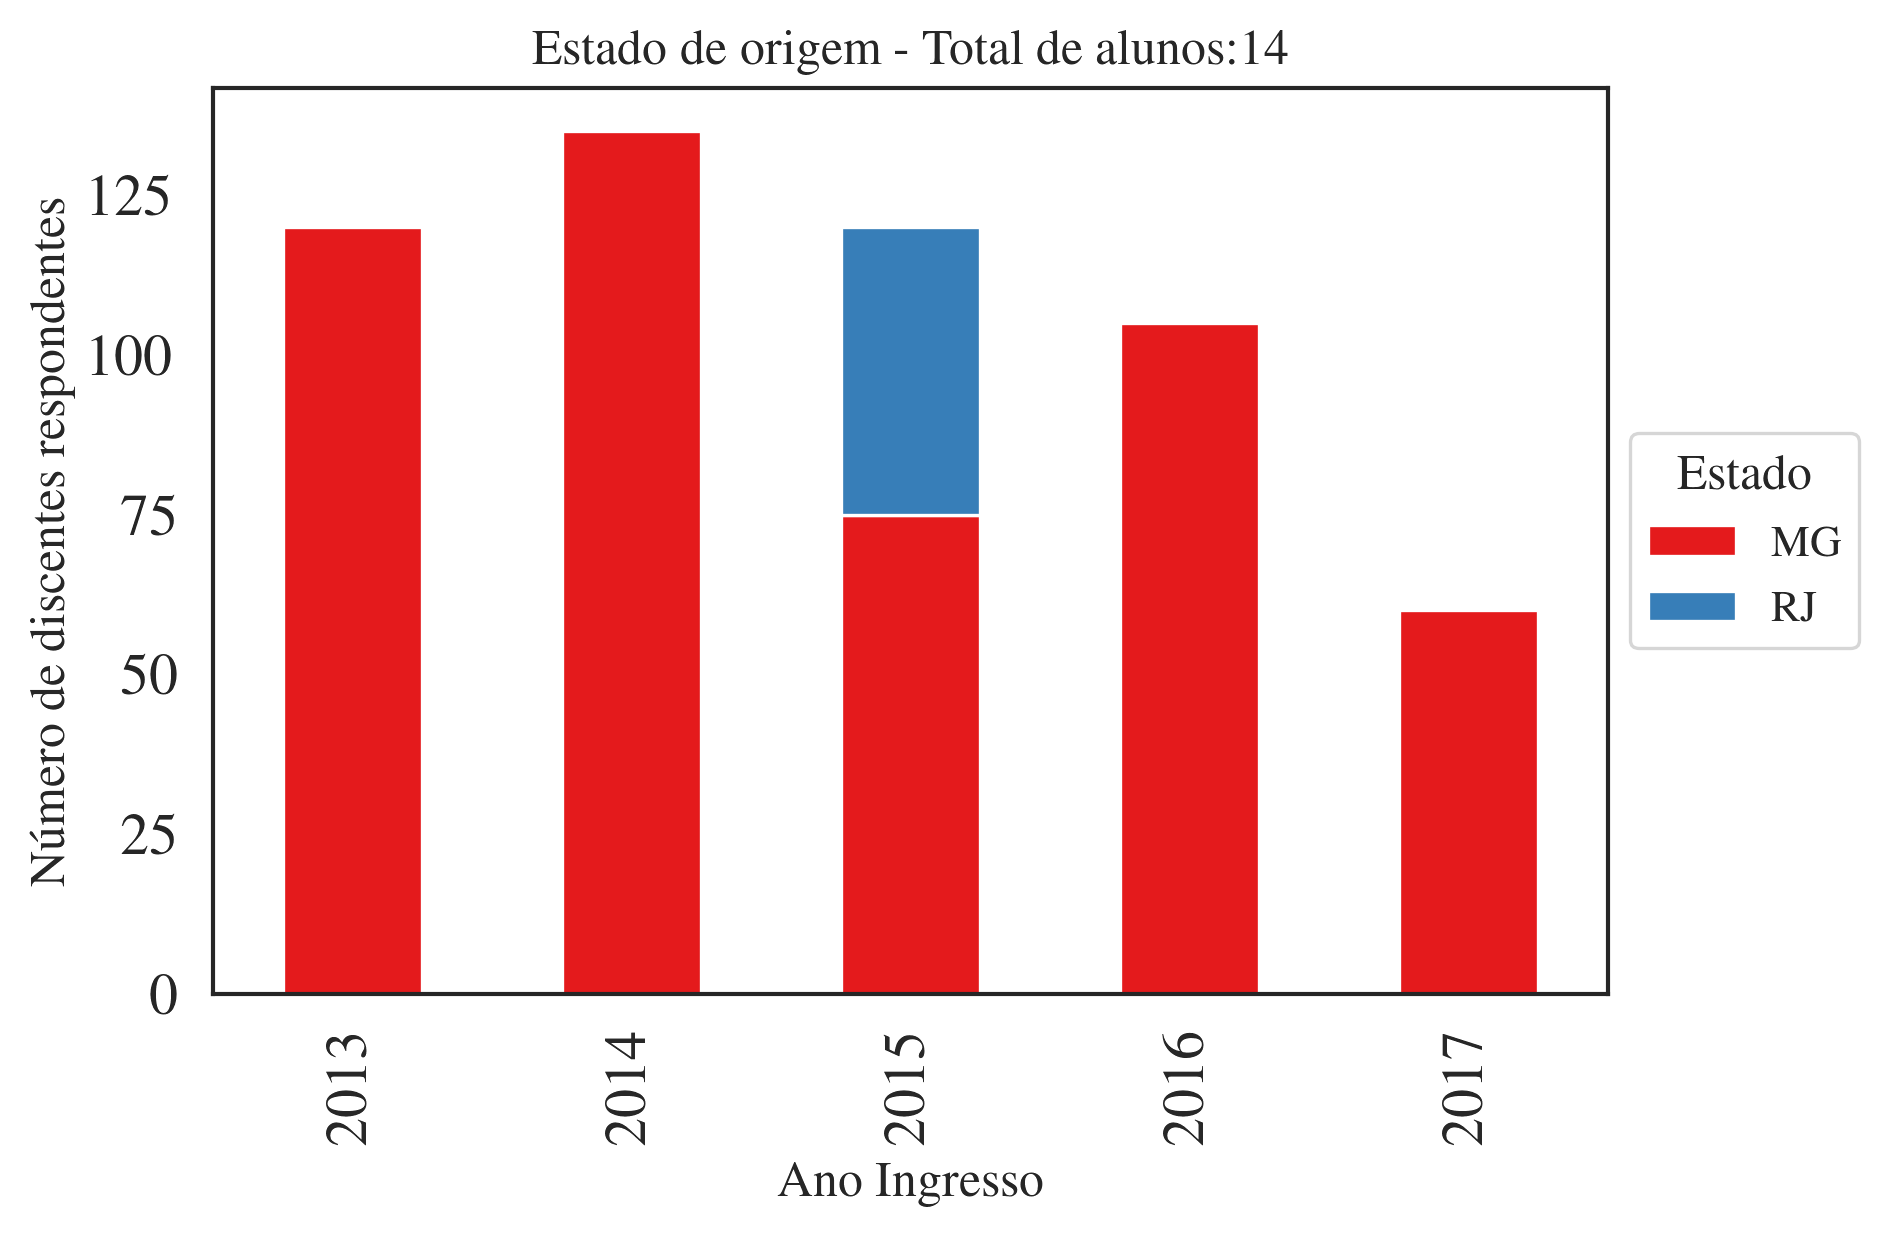 Estado de origem - Total de alunos:14
Número de discentes respondentes
125
100
75
50
25
0
2013
2014
2015
2016
2017
Ano Ingresso
Estado
MG
RJ